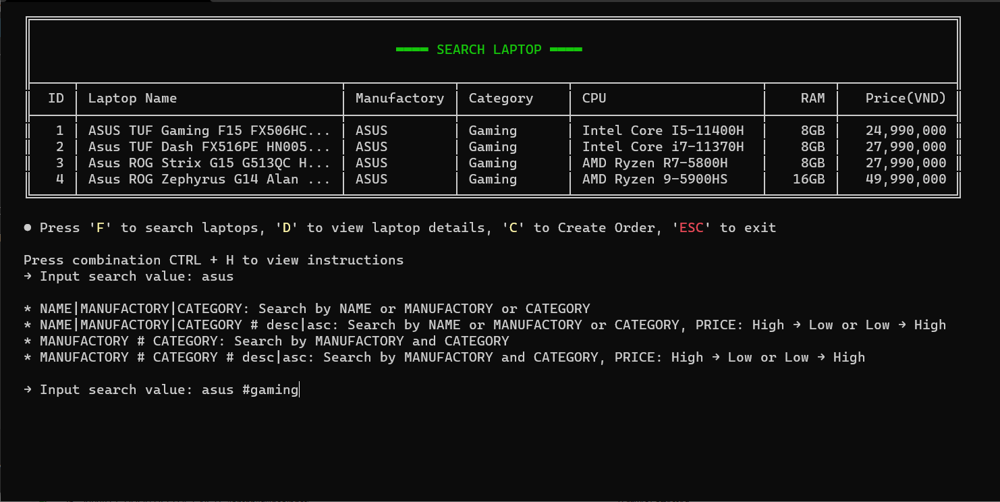 SEARCH LAPTOP
ID Laptop Name Manufactory Category CPU RAM Price(VND)
1 ASUS TUF Gaming F15 FX506HC... ASUS Gaming Intel Core I5-11400H 8GB 24,990,000
2 Asus TUF Dash FX516PE HN005... ASUS Gaming Intel Core i7-11370H 8GB 27,990,000
3 Asus ROG Strix G15 G513QC H... ASUS Gaming AMD Ryzen R7-5800H 8GB 27,990,000
4 Asus ROG Zephyrus G14 Alan ... ASUS Gaming AMD Ryzen 9-5900HS 16GB 49,990,000
● Press 'F' to search laptops, 'D' to view laptop details, 'C' to Create Order, 'ESC' to exit
Press combination CTRL + H to view instructions
→ Input search value: asus
* NAME|MANUFACTORY|CATEGORY: Search by NAME or MANUFACTORY or CATEGORY
* NAME|MANUFACTORY|CATEGORY # desc|asc: Search by NAME or MANUFACTORY or CATEGORY, PRICE: High → Low or Low → High
* MANUFACTORY # CATEGORY: Search by MANUFACTORY and CATEGORY
* MANUFACTORY # CATEGORY # desc|asc: Search by MANUFACTORY and CATEGORY, PRICE: High → Low or Low → High
→ Input search value: asus #gaming